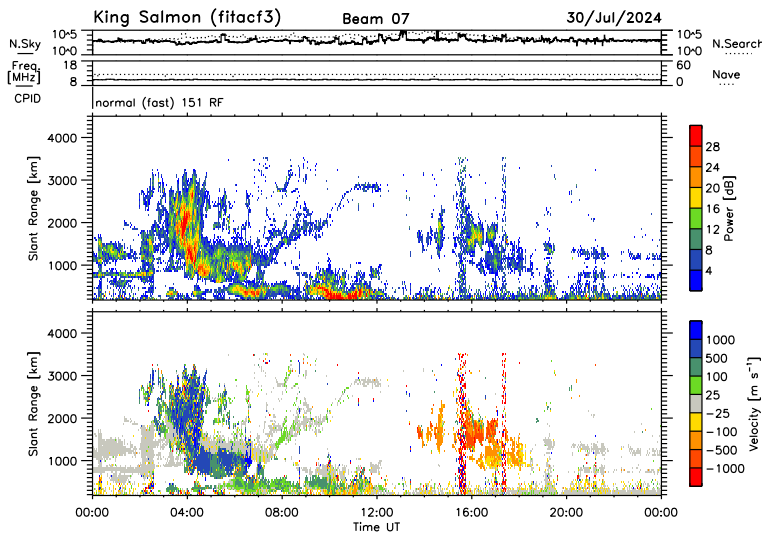 King Salmon (fitacf3) Beam 07 30/Jul/2024
N.Sky 10+5 10+0 10+5 10+0 N.Search
Freq. [MHz] 18 8 60 0 Nave
CPID normal (fast) 151 RF
Slant Range [km] 4000 3000 2000 1000
Power [dB] 28 24 20 16 12 8 4
Slant Range [km] 4000 3000 2000 1000
Velocity [m s⁻¹] 1000 500 100 25 -25 -100 -500 -1000
00:00 04:00 08:00 12:00 16:00 20:00 00:00
Time UT